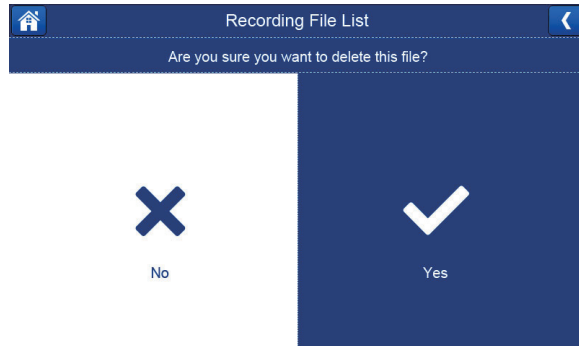 Recording File List
Are you sure you want to delete this file?
No
Yes